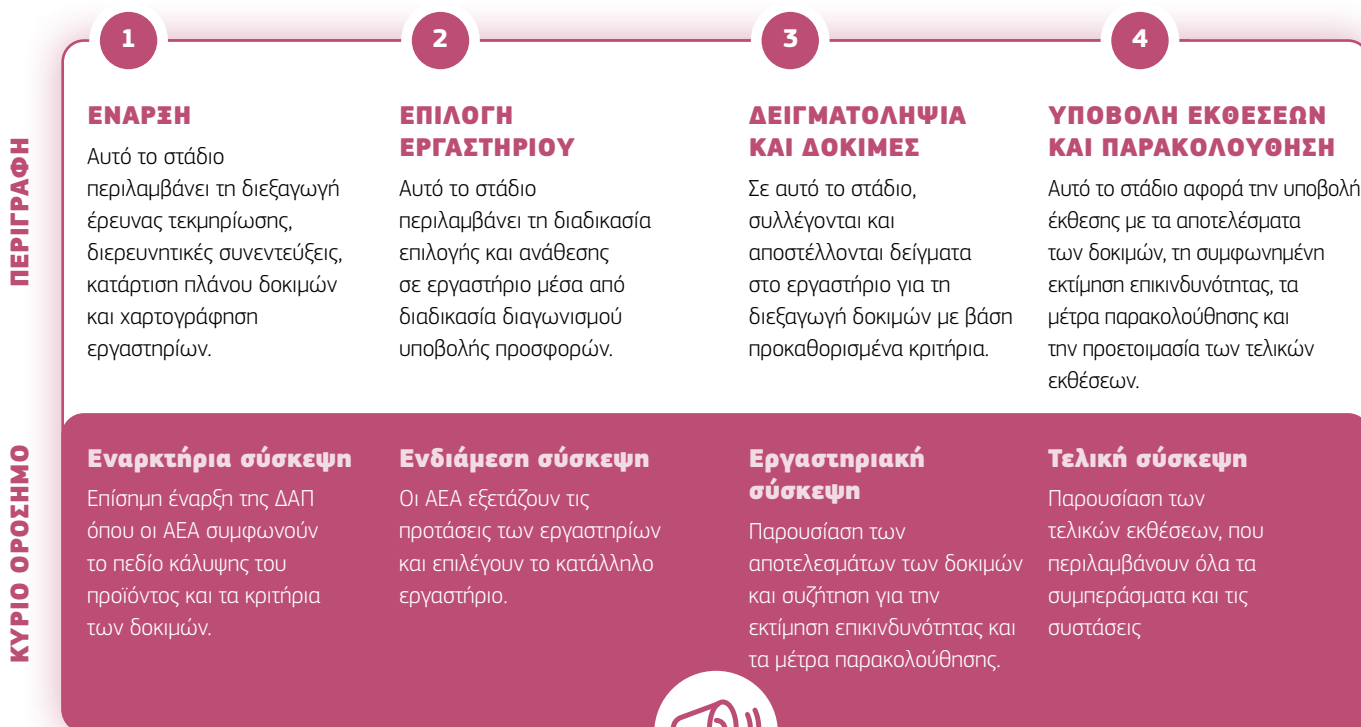 1
2
3
4
ΠΕΡΙΓΡΑΦΗ
ΕΝΑΡΞΗ
Αυτό το στάδιο
περιλαμβάνει τη διεξαγωγή
έρευνας τεκμηρίωσης,
διερευνητικές συνεντεύξεις,
κατάρτιση πλάνου δοκιμών
και χαρτογράφηση
εργαστηρίων.
ΕΠΙΛΟΓΗ
ΕΡΓΑΣΤΗΡΙΟΥ
Αυτό το στάδιο
περιλαμβάνει τη διαδικασία
επιλογής και ανάθεσης
σε εργαστήριο μέσα από
διαδικασία διαγωνισμού
υποβολής προσφορών.
ΔΕΙΓΜΑΤΟΛΗΨΙΑ
ΚΑΙ ΔΟΚΙΜΕΣ
Σε αυτό το στάδιο,
συλλέγονται και
αποστέλλονται δείγματα
στο εργαστήριο για τη
διεξαγωγή δοκιμών με βάση
προκαθορισμένα κριτήρια.
ΥΠΟΒΟΛΗ ΕΚΘΕΣΕΩΝ
ΚΑΙ ΠΑΡΑΚΟΛΟΥΘΗΣΗ
Αυτό το στάδιο αφορά την υποβολή
έκθεσης με τα αποτελέσματα
των δοκιμών, τη συμφωνημένη
εκτίμηση επικινδυνότητας, τα
μέτρα παρακολούθησης και
την προετοιμασία των τελικών
εκθέσεων.
ΚΥΡΙΟ ΟΡΟΣΗΜΟ
Εναρκτήρια σύσκεψη
Επίσημη έναρξη της ΔΑΠ
όπου οι ΑΕΑ συμφωνούν
το πεδίο κάλυψης του
προϊόντος και τα κριτήρια
των δοκιμών.
Ενδιάμεση σύσκεψη
Οι ΑΕΑ εξετάζουν τις
προτάσεις των εργαστηρίων
και επιλέγουν το κατάλληλο
εργαστήριο.
Εργαστηριακή
σύσκεψη
Παρουσίαση των
αποτελεσμάτων των δοκιμών
και συζήτηση για την
εκτίμηση επικινδυνότητας και
τα μέτρα παρακολούθησης.
Τελική σύσκεψη
Παρουσίαση των
τελικών εκθέσεων, που
περιλαμβάνουν όλα τα
συμπεράσματα και τις
συστάσεις